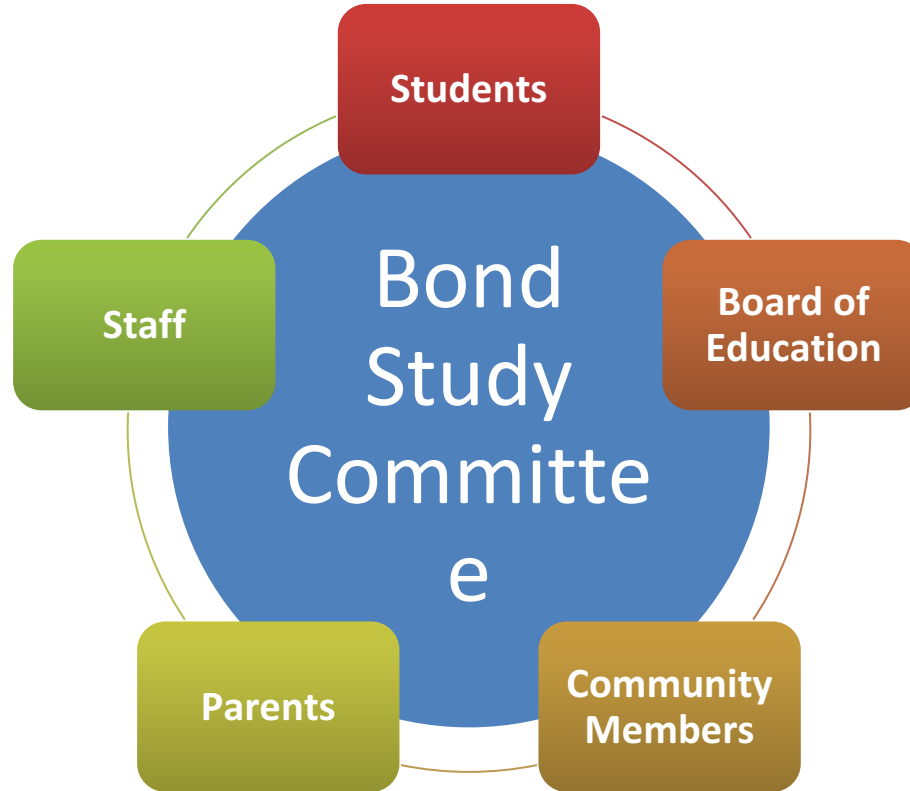 Students
Bond
Study
Committe
e
Staff
Board of
Education
Parents
Community
Members